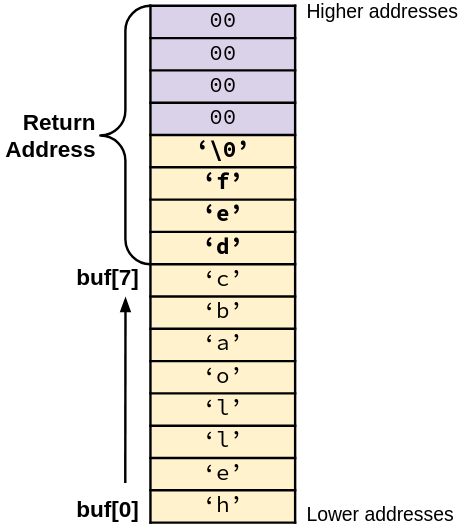 00
Higher addresses
00
00
00
Return
Address
‘\0’
‘f’
‘e’
‘d’
buf[7]
‘c’
‘b’
‘a’
‘o’
‘l’
‘l’
‘e’
buf[0]
‘h’
Lower addresses